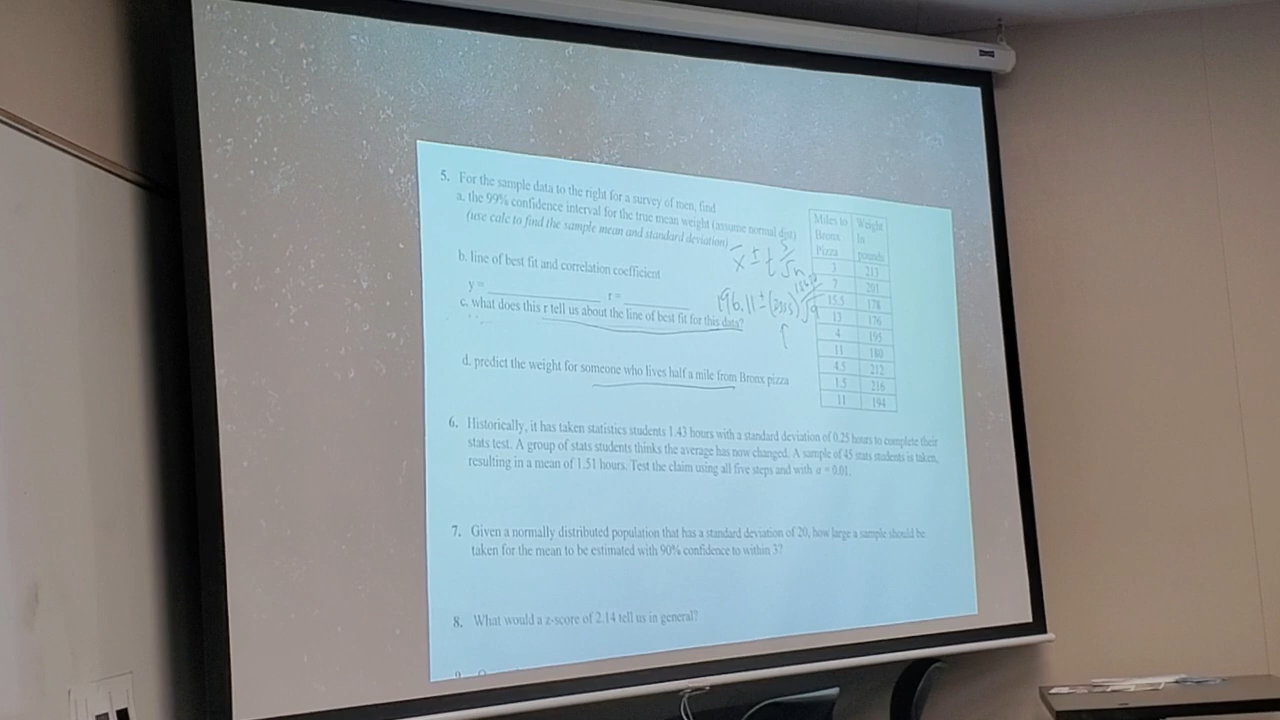 5. For the sample data to the right for a survey of men, find
a. the 99% confidence interval for the true mean weight (assume normal dist)
(use calc to find the sample mean and standard deviation)
x̄ ± t s/√n
b. line of best fit and correlation coefficient
y = ____________ r = ________
196.11 ±
c. what does this r tell us about the line of best fit for this data?
d. predict the weight for someone who lives half a mile from Bronx pizza
Miles to Bronx Pizza Weight In pounds
3 213
7 201
15.5 178
13 176
4 195
11 180
4.5 212
1.5 216
11 194
6. Historically, it has taken statistics students 1.43 hours with a standard deviation of 0.25 hours to complete their
stats test. A group of stats students thinks the average has now changed. A sample of 45 stats students is taken,
resulting in a mean of 1.51 hours. Test the claim using all five steps and with α = 0.01.
7. Given a normally distributed population that has a standard deviation of 20, how large a sample should be
taken for the mean to be estimated with 90% confidence to within 3?
8. What would a z-score of 2.14 tell us in general?